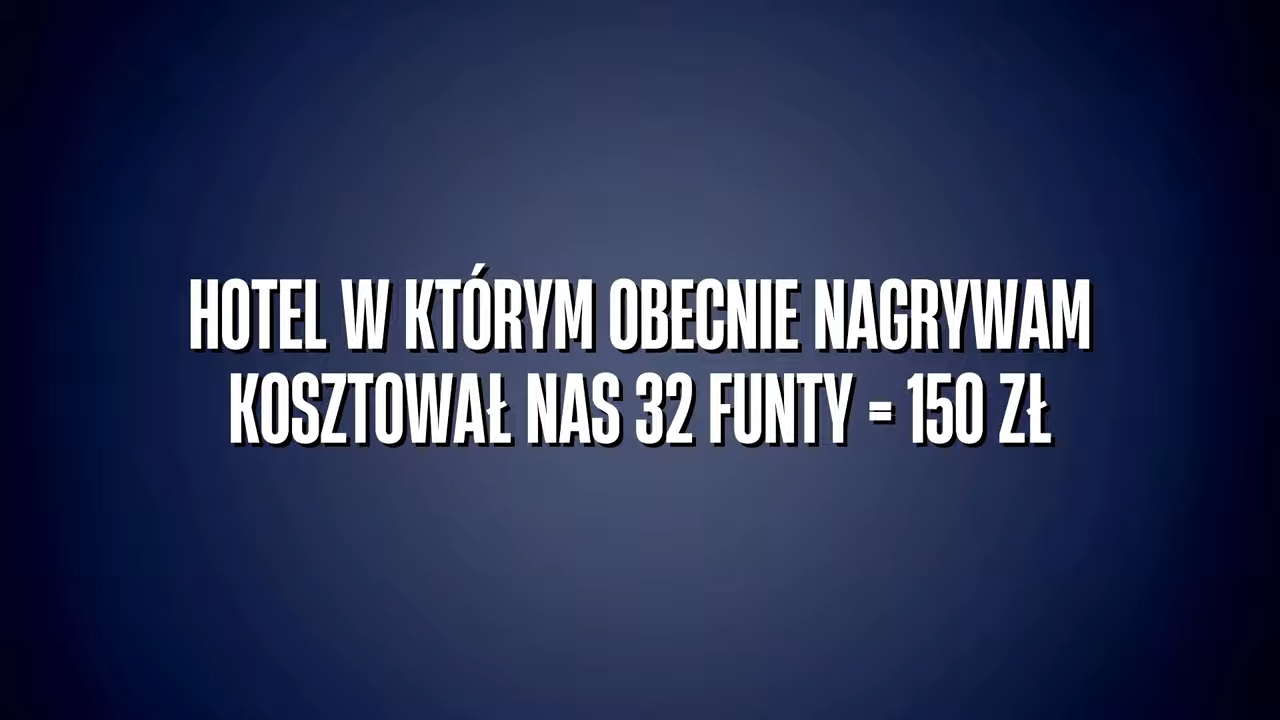 HOTEL W KTÓRYM OBECNIE NAGRYWAM
KOSZTOWAŁ NAS 32 FUNTY = 150 ZŁ